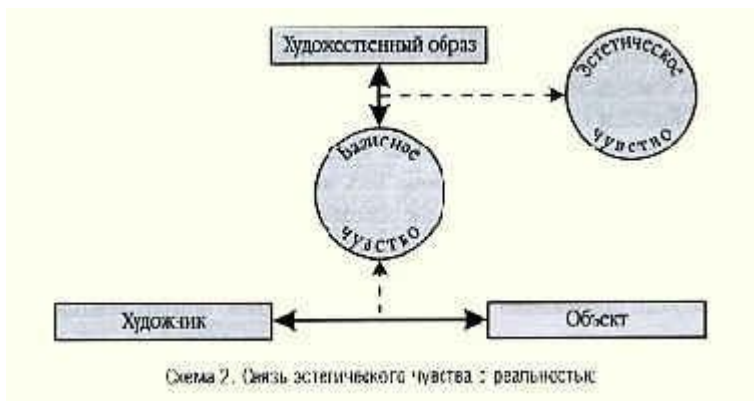 Художественный образ
Эстетическое
чувство
Базисное
чувство
Художник
Объект
Схема 2. Связь эстетического чувства с реальностью